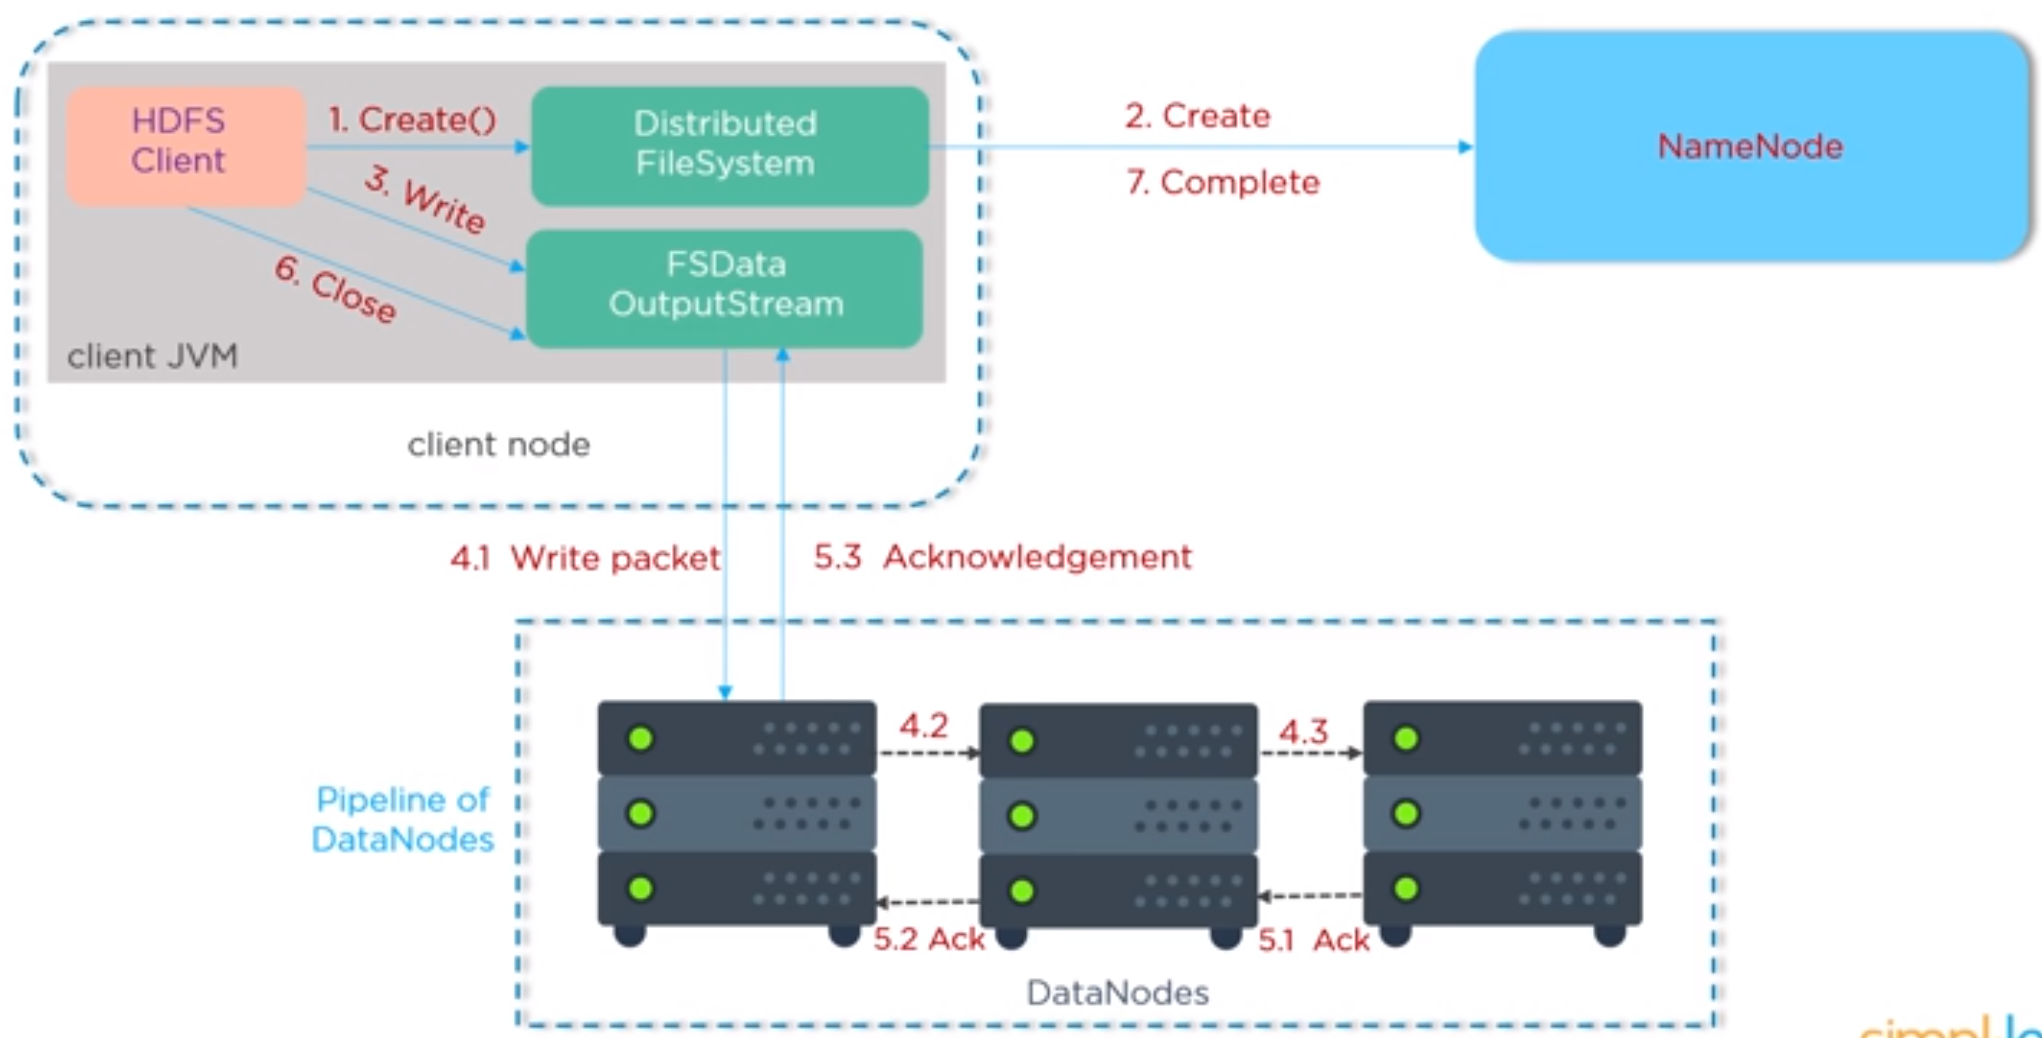 HDFS
Client
1. Create()
Distributed
FileSystem
2. Create
7. Complete
NameNode
3. Write
6. Close
FSData
OutputStream
client JVM
client node
4.1 Write packet
5.3 Acknowledgement
Pipeline of
DataNodes
4.2
4.3
5.2 Ack
5.1 Ack
DataNodes